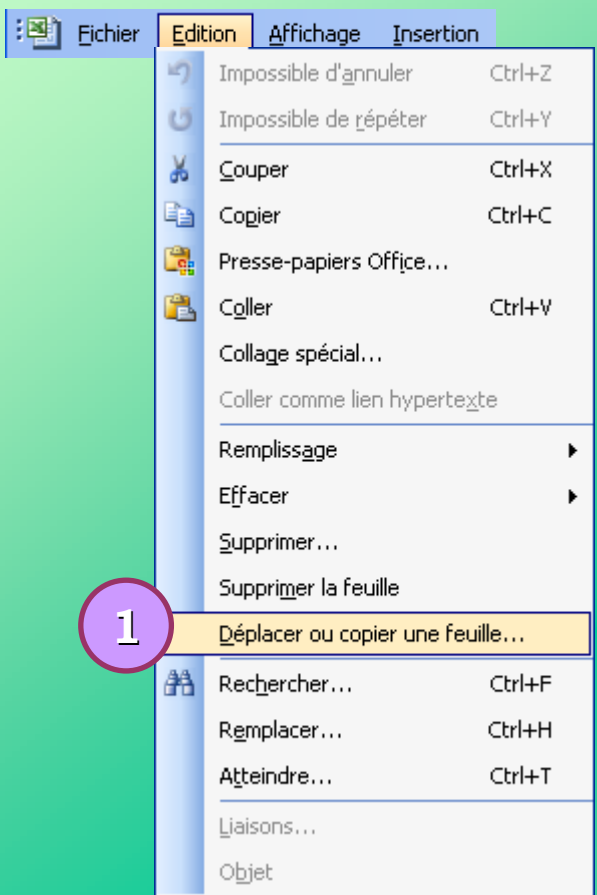 Fichier Edition Affichage Insertion
Impossible d'annuler Ctrl+Z
Impossible de répéter Ctrl+Y
Couper Ctrl+X
Copier Ctrl+C
Presse-papiers Office...
Coller Ctrl+V
Collage spécial...
Coller comme lien hypertexte
Remplissage
Effacer
Supprimer...
Supprimer la feuille
1 Déplacer ou copier une feuille...
Rechercher... Ctrl+F
Remplacer... Ctrl+H
Atteindre... Ctrl+T
Liaisons...
Objet